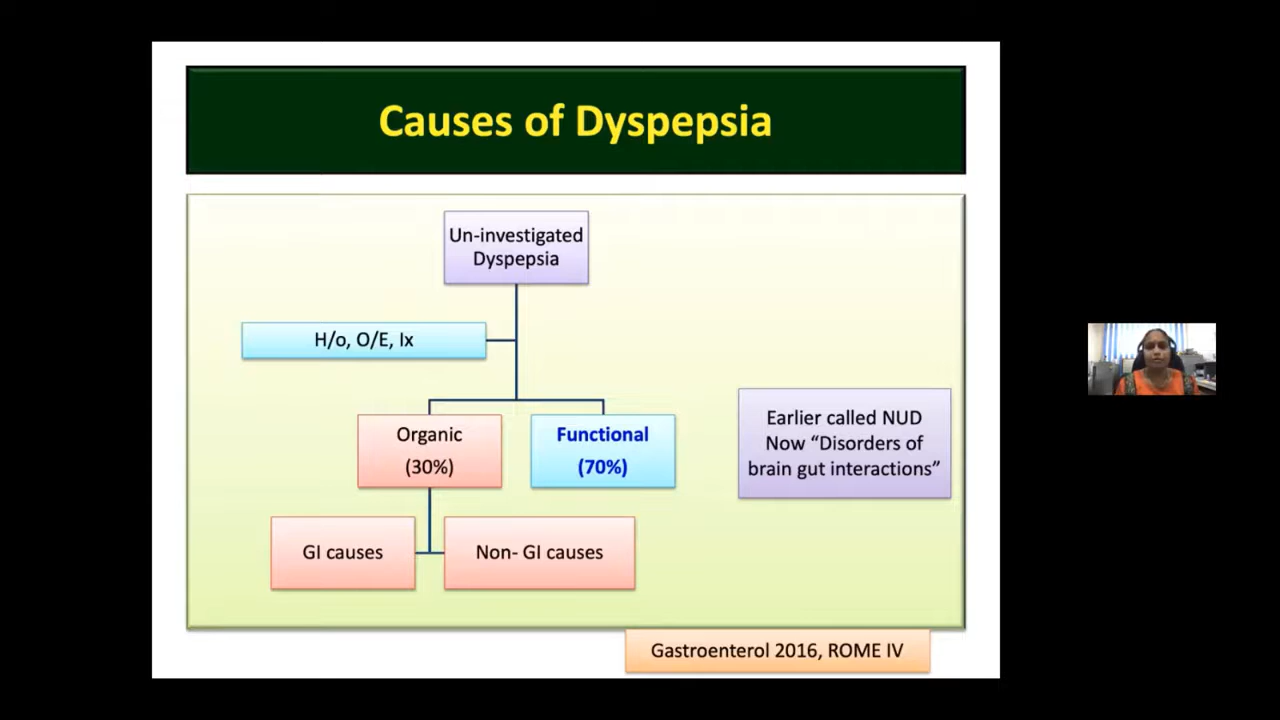 Causes of Dyspepsia
Un-investigated
Dyspepsia
H/o, O/E, Ix
Organic
(30%)
Functional
(70%)
Earlier called NUD
Now “Disorders of
brain gut interactions”
GI causes
Non- GI causes
Gastroenterol 2016, ROME IV